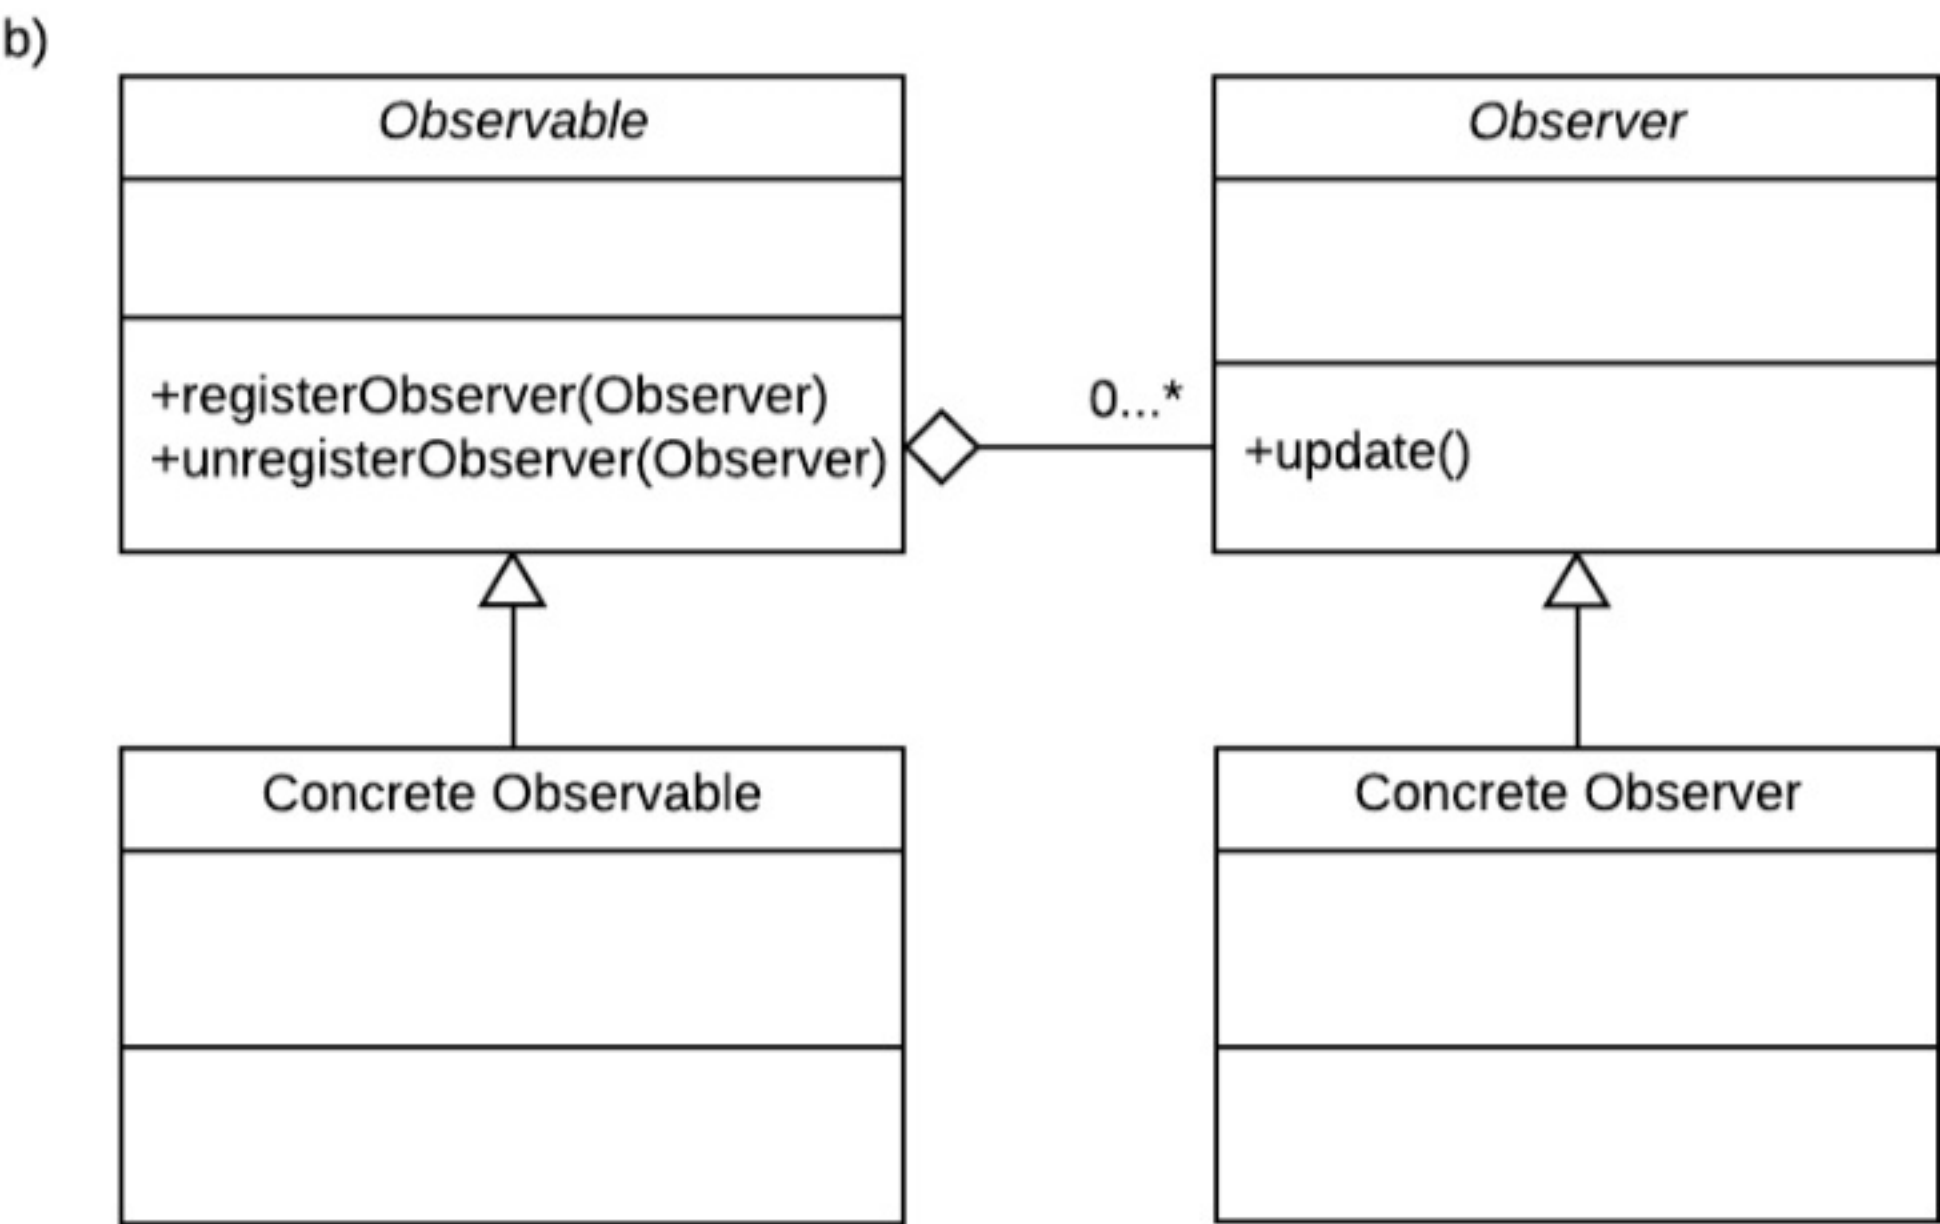 b)
Observable
Observer
+registerObserver(Observer)
+unregisterObserver(Observer)
0...*
+update()
Concrete Observable
Concrete Observer